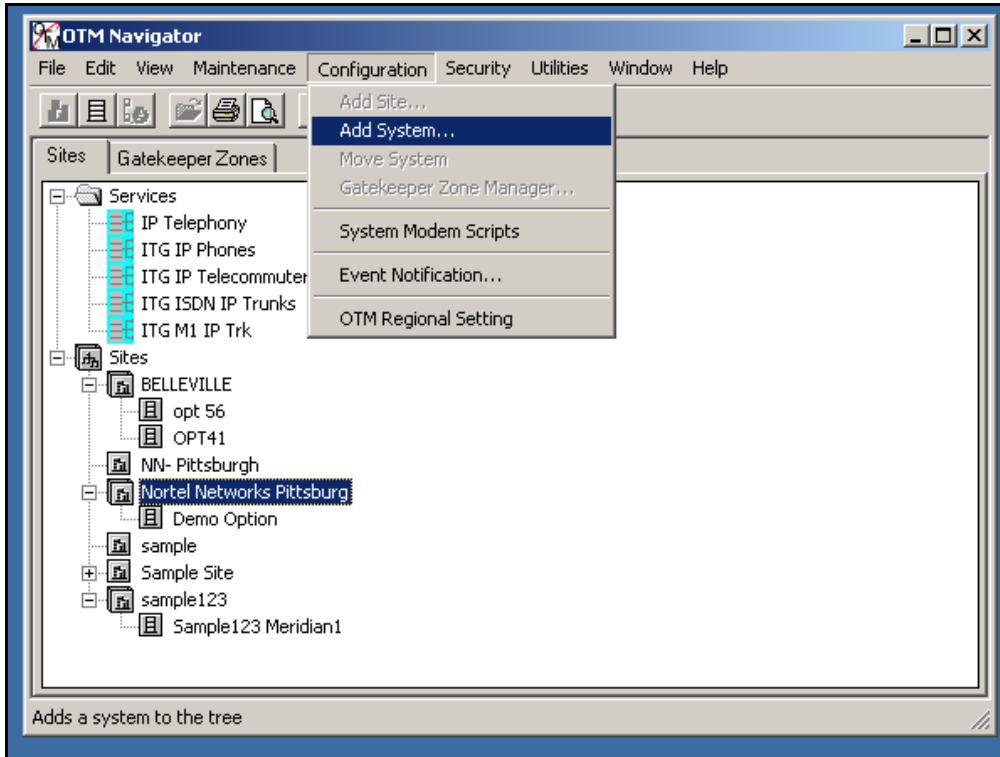 OTM Navigator
File Edit View Maintenance Configuration Security Utilities Window Help
Add Site...
Add System...
Move System
Gatekeeper Zone Manager...
System Modem Scripts
Event Notification...
OTM Regional Setting
Sites Gatekeeper Zones
Services
IP Telephony
ITG IP Phones
ITG IP Telecommuter
ITG ISDN IP Trunks
ITG M1 IP Trk
Sites
BELLEVILLE
opt 56
OPT41
NN- Pittsburgh
Nortel Networks Pittsburg
Demo Option
sample
Sample Site
sample123
Sample123 Meridian1
Adds a system to the tree